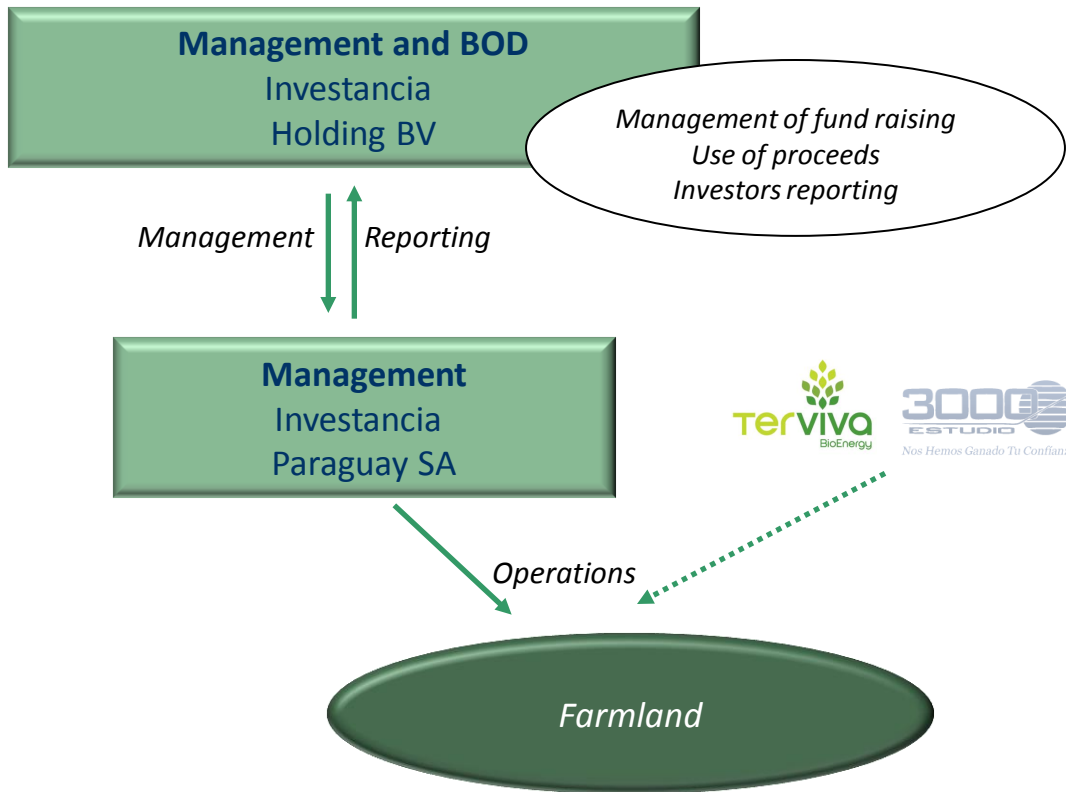 Management and BOD
Investancia
Holding BV
Management of fund raising
Use of proceeds
Investors reporting
Management
Reporting
Management
Investancia
Paraguay SA
Terviva
BioEnergy
3000
ESTUDIO
Nos Hemos Ganado Tu
Operations
Farmland